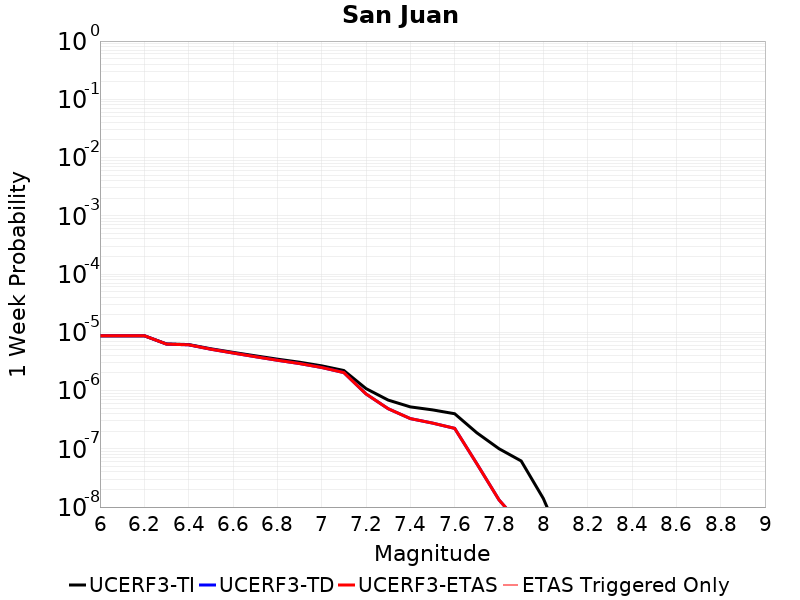 San Juan
1 Week Probability
10^0
10^-1
10^-2
10^-3
10^-4
10^-5
10^-6
10^-7
10^-8
6 6.2 6.4 6.6 6.8 7 7.2 7.4 7.6 7.8 8 8.2 8.4 8.6 8.8 9
Magnitude
UCERF3-TI UCERF3-TD UCERF3-ETAS ETAS Triggered Only